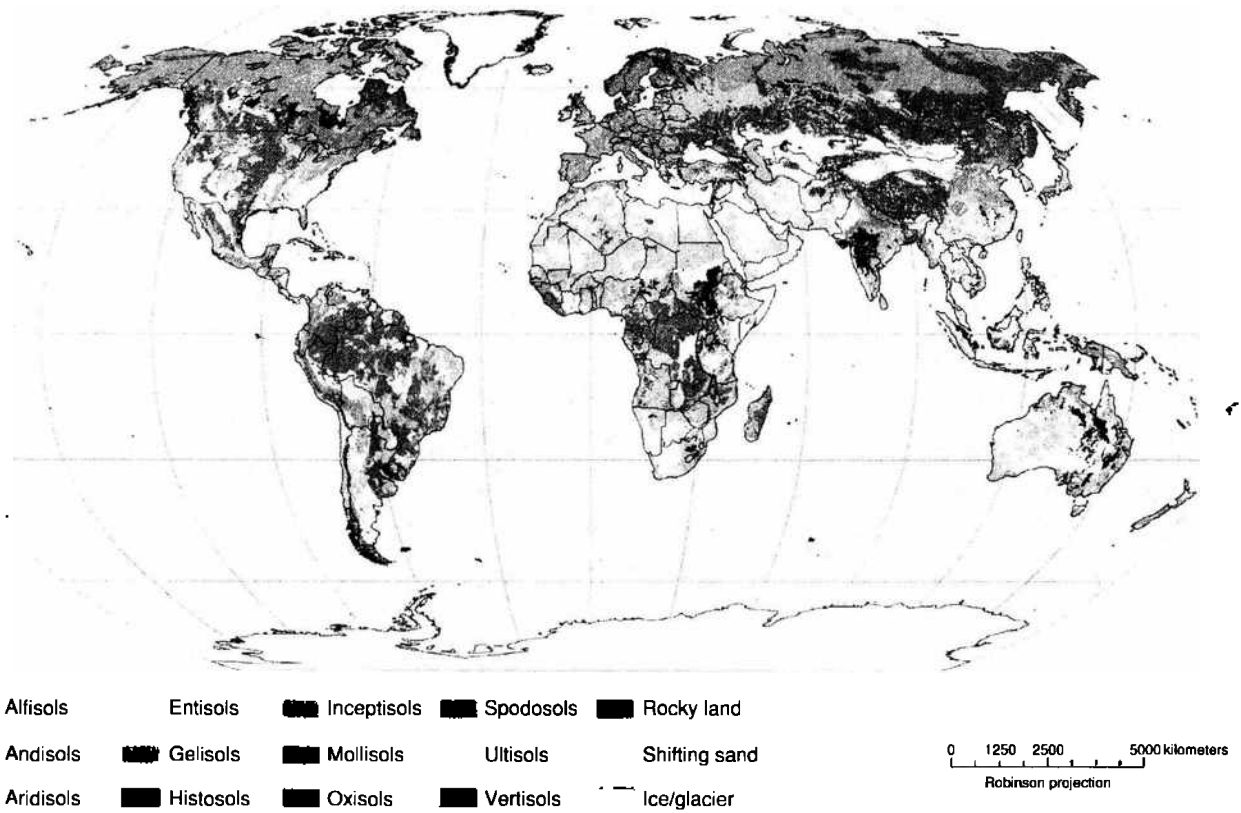 Alfisols Entisols Inceptisols Spodosols Rocky land
Andisols Gelisols Mollisols Ultisols Shifting sand
Aridisols Histosols Oxisols Vertisols Ice/glacier
0 1250 2500 5000 kilometers
Robinson projection